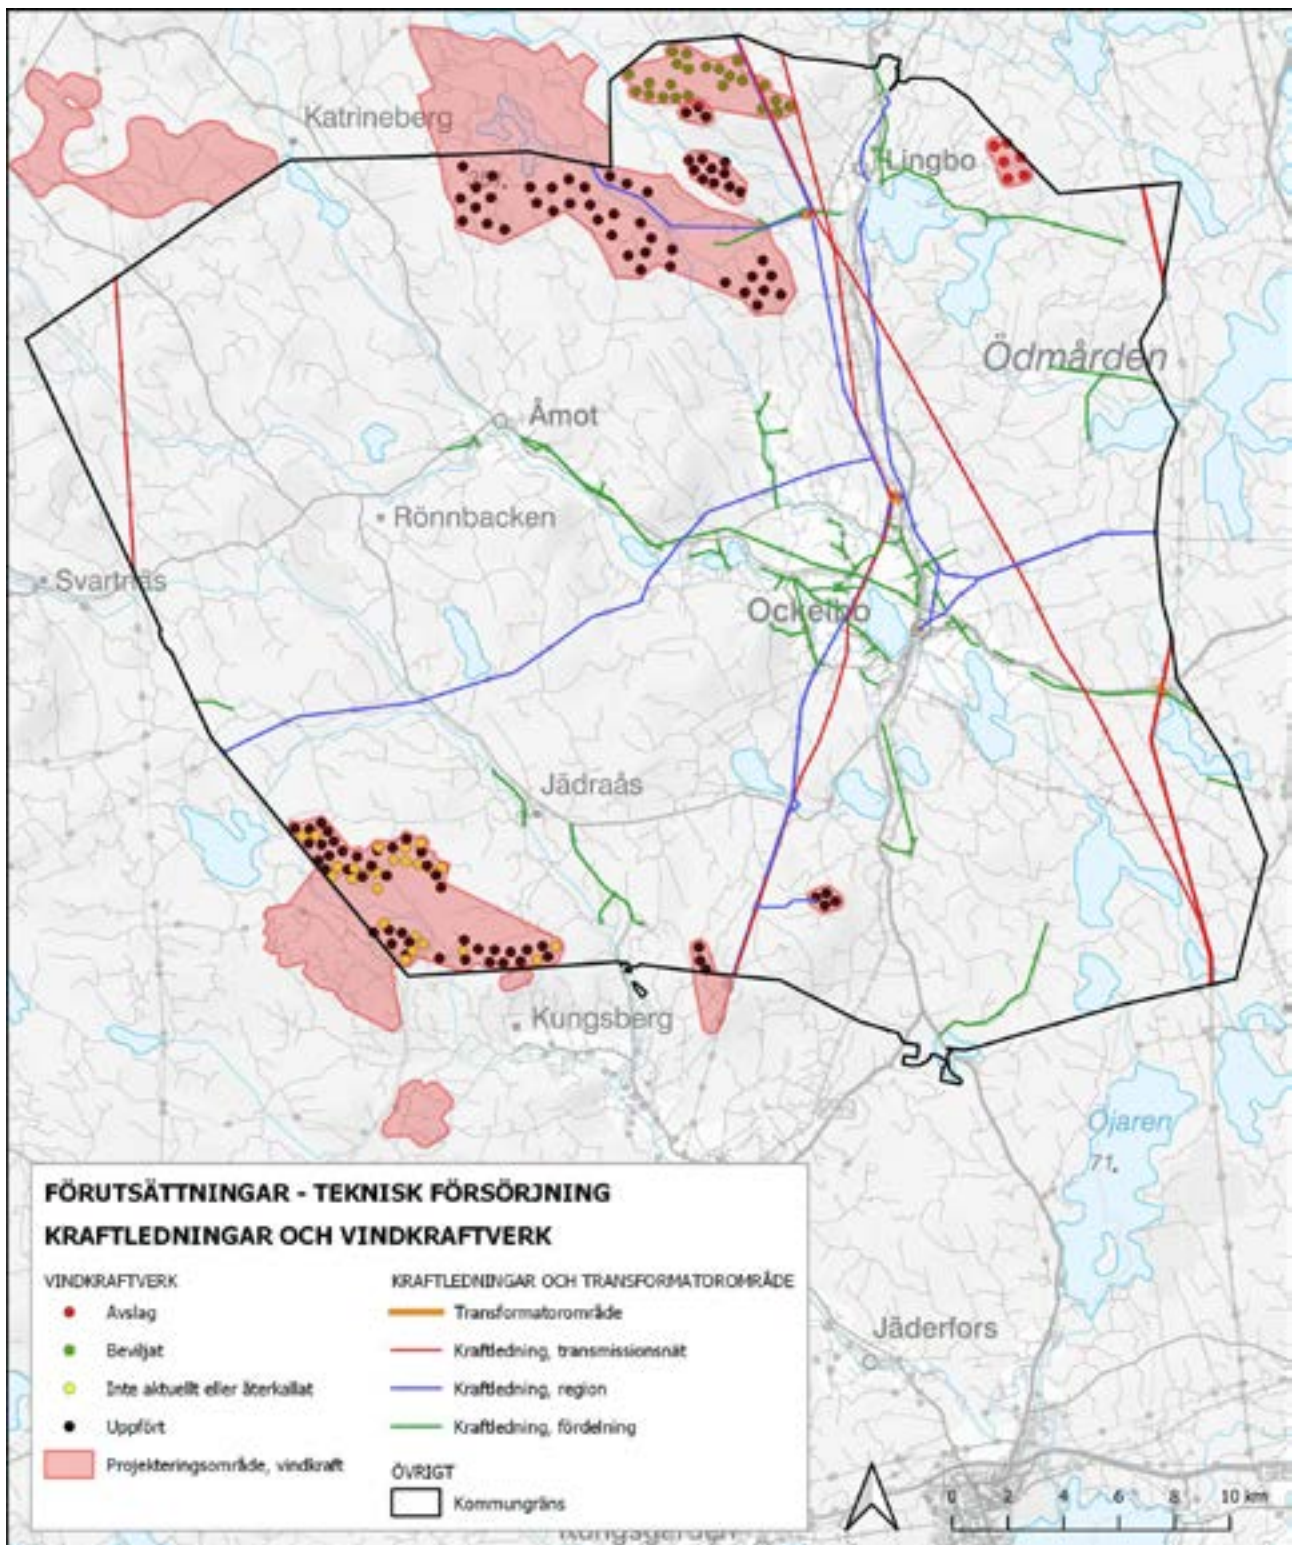 Katrineberg
Lingbo
Ödmården
Åmot
Rönnbacken
Svartnäs
Ockelbo
Jädraås
Kungsberg
Öjaren
71.
FÖRUTSÄTTNINGAR - TEKNISK FÖRSÖRJNING
KRAFTLEDNINGAR OCH VINDKRAFTVERK
VINDKRAFTVERK
Avslag
Beviljat
Inte aktuellt eller återkallat
Uppfört
Projekteringsområde, vindkraft
KRAFTLEDNINGAR OCH TRANSFORMATOROMRÅDE
Transformatorområde
Kraftledning, transmissionsnät
Kraftledning, region
Kraftledning, fördelning
ÖVRIGT
Kommungräns
Jäderfors
0 2 4 6 8 10 km